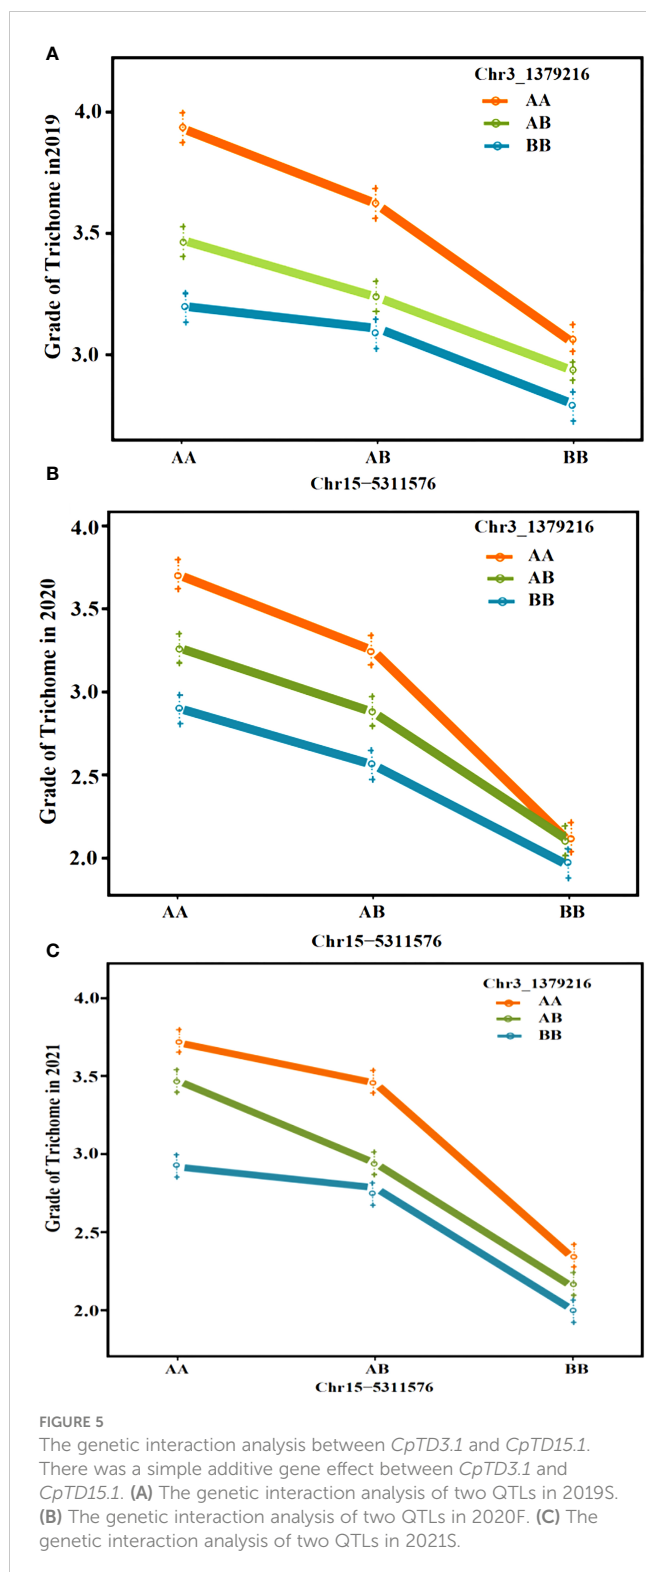 A
Chr3_1379216
AA
AB
BB
4.0
3.5
3.0
Grade of Trichome in2019
AA AB BB
Chr15−5311576
B
Chr3_1379216
AA
AB
BB
4.0
3.5
3.0
2.5
2.0
Grade of Trichome in 2020
AA AB BB
Chr15−5311576
C
Chr3_1379216
AA
AB
BB
4.0
3.5
3.0
2.5
2.0
Grade of Trichome in 2021
AA AB BB
Chr15−5311576
FIGURE 5
The genetic interaction analysis between CpTD3.1 and CpTD15.1.
There was a simple additive gene effect between CpTD3.1 and
CpTD15.1. (A) The genetic interaction analysis of two QTLs in 2019S.
(B) The genetic interaction analysis of two QTLs in 2020F. (C) The
genetic interaction analysis of two QTLs in 2021S.